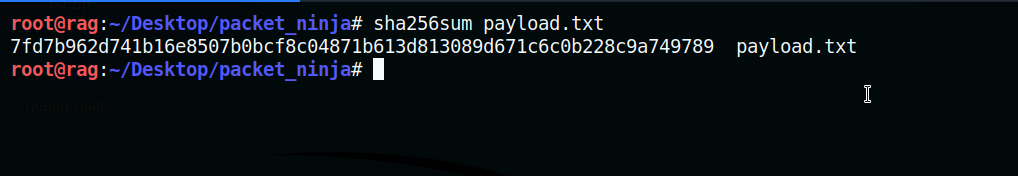 root@rag:~/Desktop/packet_ninja# sha256sum payload.txt
7fd7b962d741b16e8507b0bcf8c04871b613d813089d671c6c0b228c9a749789  payload.txt
root@rag:~/Desktop/packet_ninja#